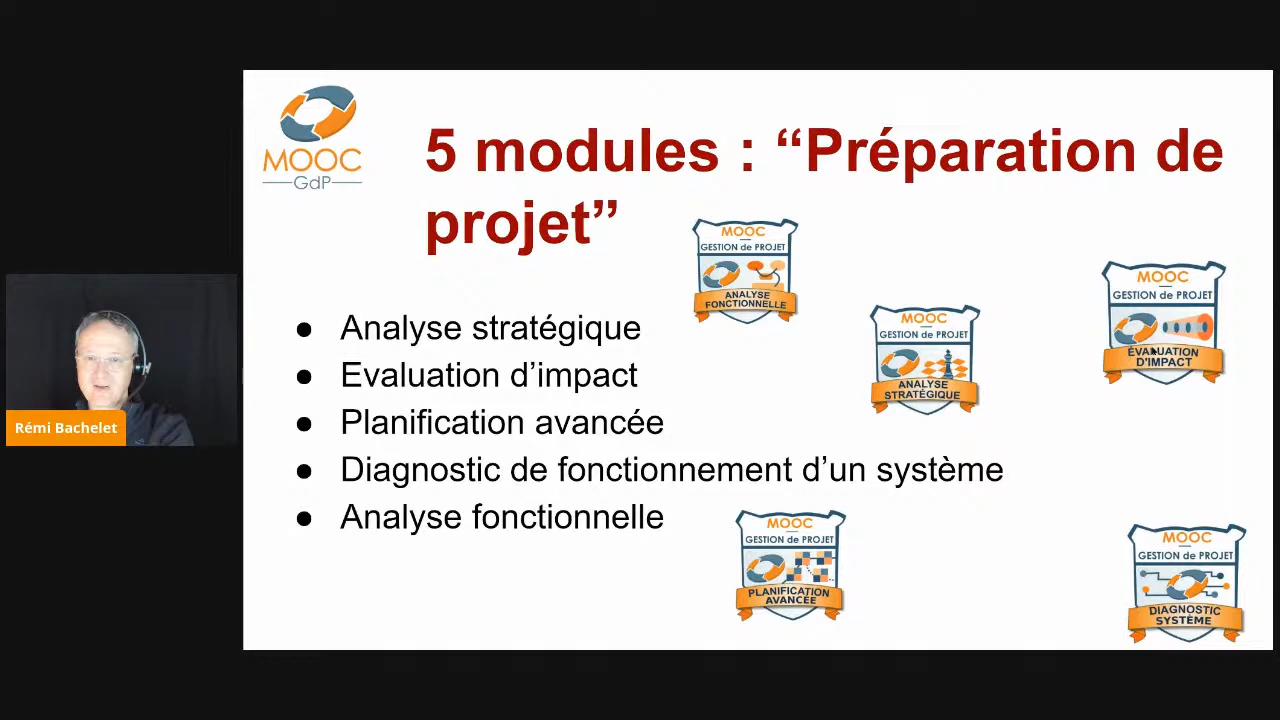 MOOC
GdP
5 modules : “Préparation de
projet”
MOOC
GESTION de PROJET
ANALYSE
FONCTIONNELLE
MOOC
GESTION de PROJET
ÉVALUATION
D'IMPACT
MOOC
GESTION de PROJET
ANALYSE
STRATÉGIQUE
● Analyse stratégique
● Evaluation d’impact
● Planification avancée
● Diagnostic de fonctionnement d’un système
● Analyse fonctionnelle
Rémi Bachelet
MOOC
GESTION de PROJET
PLANIFICATION
AVANCÉE
MOOC
GESTION de PROJET
DIAGNOSTIC
SYSTÈME